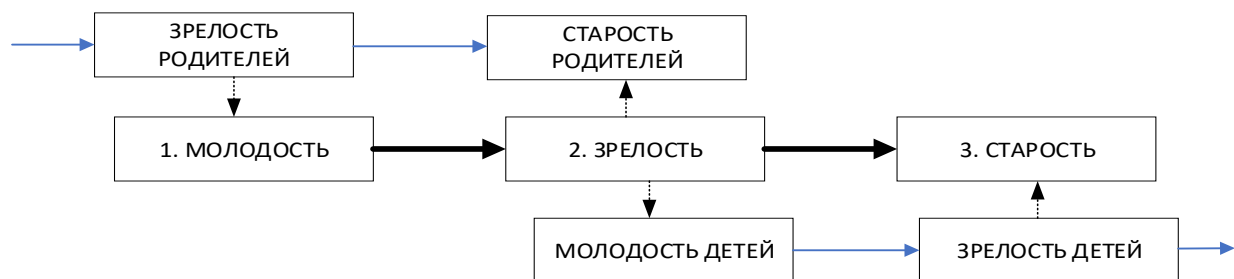 ЗРЕЛОСТЬ
РОДИТЕЛЕЙ
СТАРОСТЬ
РОДИТЕЛЕЙ
1. МОЛОДОСТЬ
2. ЗРЕЛОСТЬ
3. СТАРОСТЬ
МОЛОДОСТЬ ДЕТЕЙ
ЗРЕЛОСТЬ ДЕТЕЙ